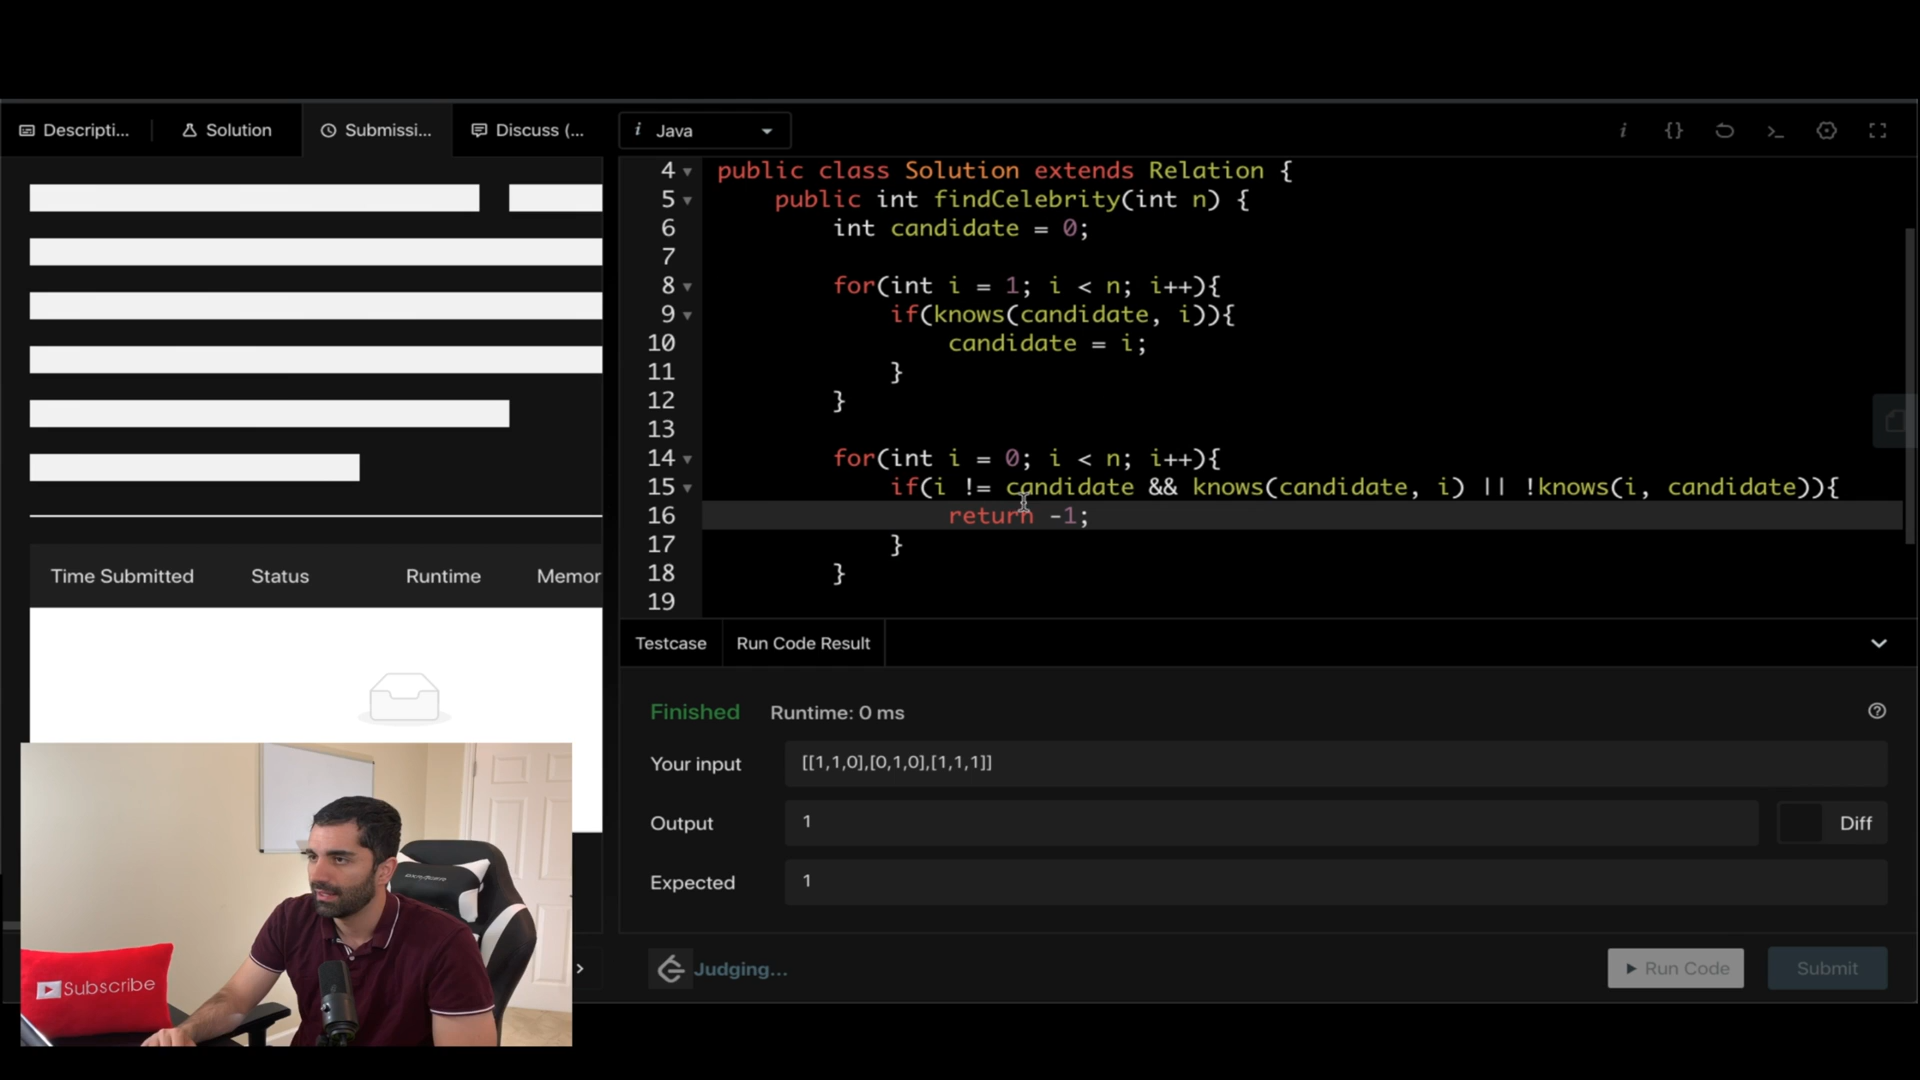 Descripti...
Solution
Submissi...
Discuss (...
i Java
i {}
4 public class Solution extends Relation {
5 public int findCelebrity(int n) {
6 int candidate = 0;
7
8 for(int i = 1; i < n; i++){
9 if(knows(candidate, i)){
10 candidate = i;
11 }
12 }
13
14 for(int i = 0; i < n; i++){
15 if(i != candidate && knows(candidate, i) || !knows(i, candidate)){
16 return -1;
17 }
18 }
19
Time Submitted Status Runtime Memor
Testcase Run Code Result
Finished Runtime: 0 ms
Your input [[1,1,0],[0,1,0],[1,1,1]]
Output 1 Diff
Expected 1
Judging...
Run Code
Submit
Subscribe